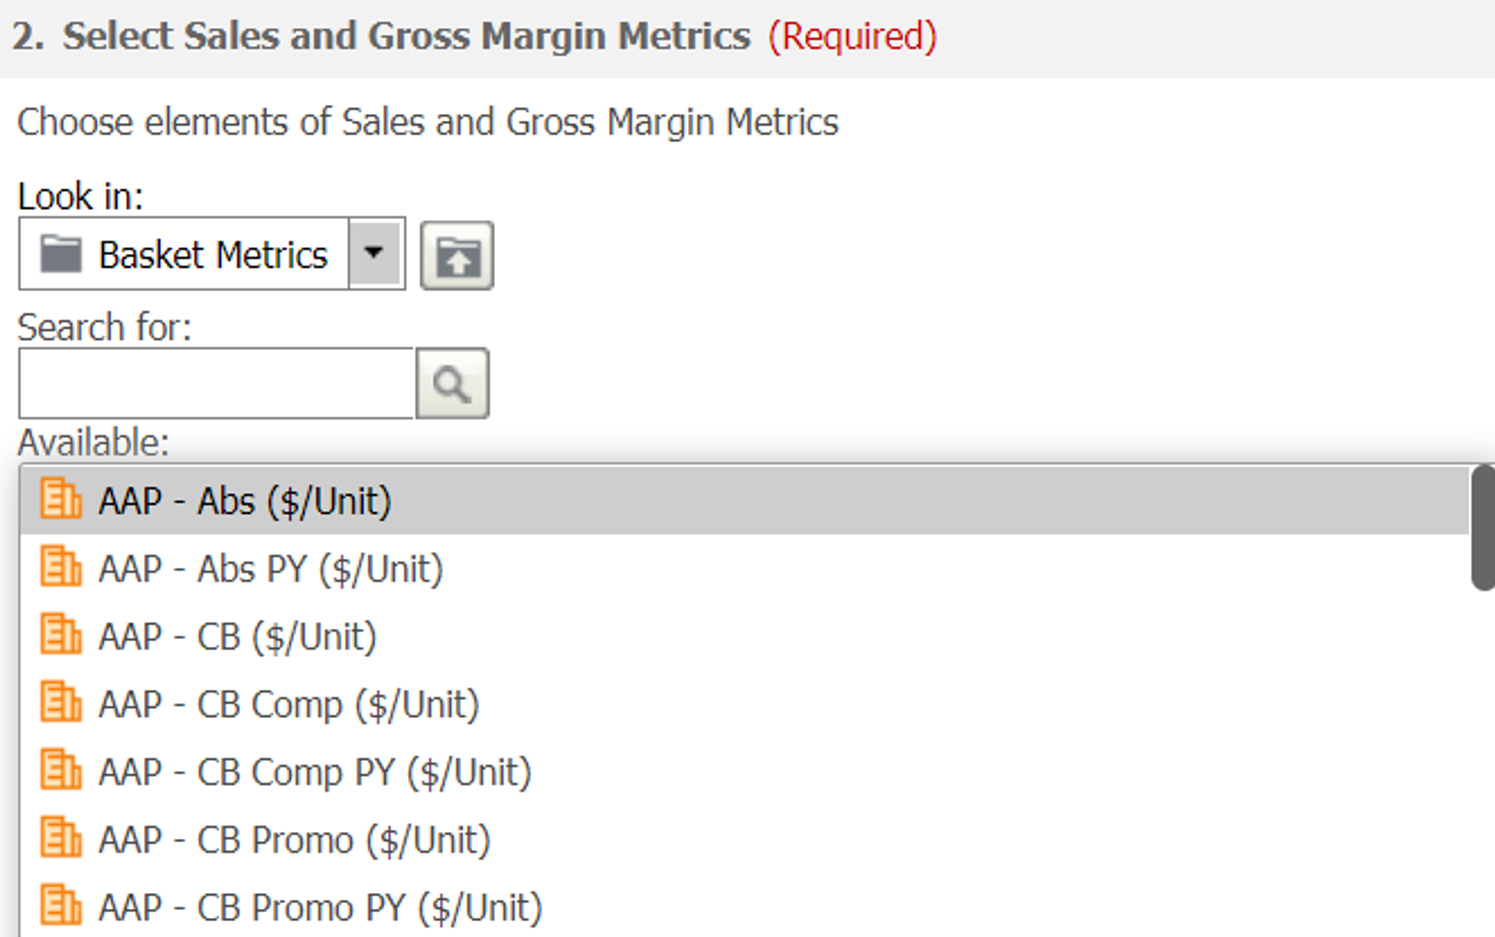 2. Select Sales and Gross Margin Metrics (Required)
Choose elements of Sales and Gross Margin Metrics
Look in:
Basket Metrics
Search for:
Available:
AAP - Abs ($/Unit)
AAP - Abs PY ($/Unit)
AAP - CB ($/Unit)
AAP - CB Comp ($/Unit)
AAP - CB Comp PY ($/Unit)
AAP - CB Promo ($/Unit)
AAP - CB Promo PY ($/Unit)